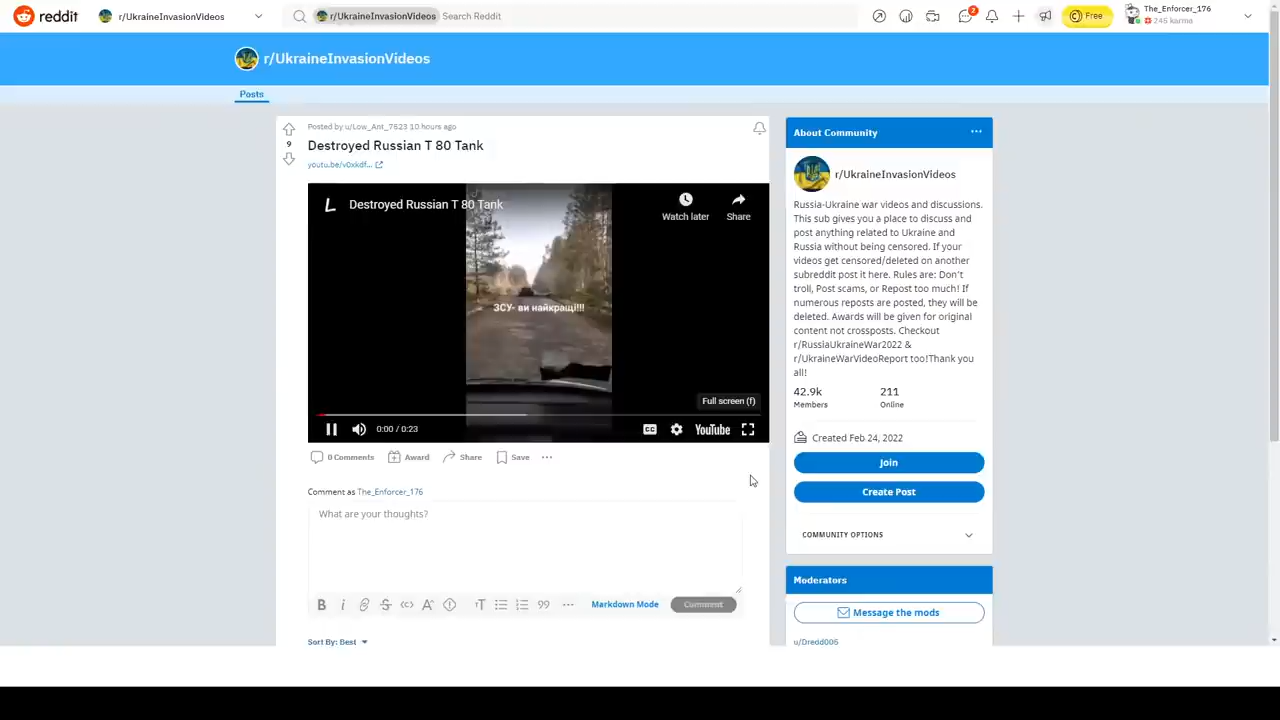 reddit
r/UkraineInvasionVideos
r/UkraineInvasionVideos Search Reddit
2
Free
The_Enforcer_176
246 karma
r/UkraineInvasionVideos
Posts
Posted by u/Low_Ant_7623 10 hours ago
9
Destroyed Russian T 80 Tank
Destroyed Russian T 80 Tank
Watch later
Share
ЗСУ- ви найкращі!!!
Full screen (f)
0:00 / 0:23
CC
YouTube
0 Comments
Award
Share
Save
Comment as The_Enforcer_176
What are your thoughts?
B
i
S
A
T
99
Markdown Mode
Comment
Sort By: Best
About Community
r/UkraineInvasionVideos
Russia-Ukraine war videos and discussions.
This sub gives you a place to discuss and
post anything related to Ukraine and
Russia without being censored. If your
videos get censored/deleted on another
subreddit post it here. Rules are: Don't
troll, Post scams, or Repost too much! If
numerous reposts are posted, they will be
deleted. Awards will be given for original
content not crossposts. Checkout
r/RussiaUkraineWar2022 &
r/UkraineWarVideoReport too!Thank you
all!
42.9k
Members
211
Online
Created Feb 24, 2022
Join
Create Post
COMMUNITY OPTIONS
Moderators
Message the mods
u/Dredd006